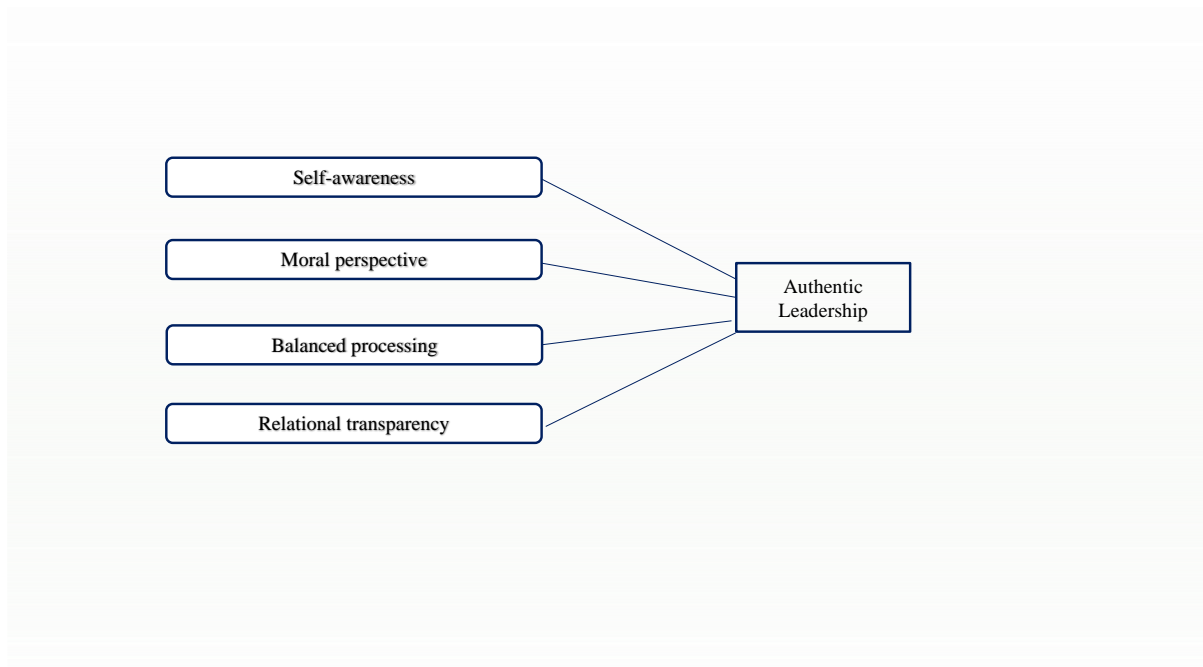 Self-awareness
Moral perspective
Authentic
Leadership
Balanced processing
Relational transparency